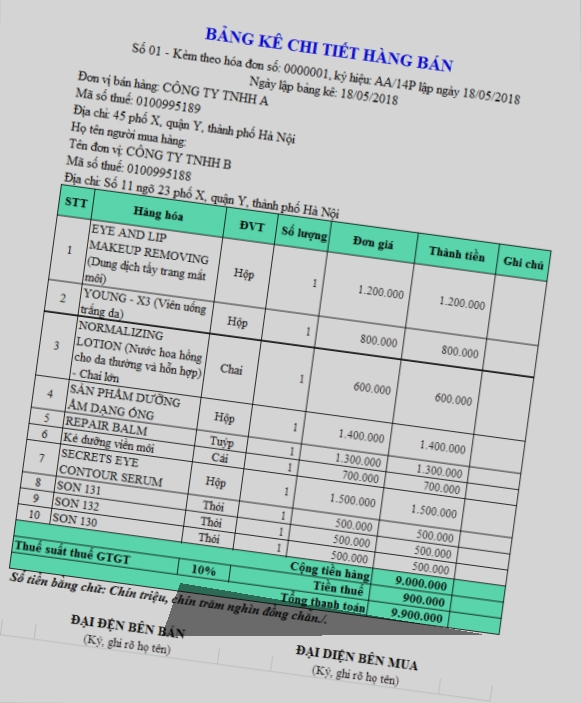 BẢNG KÊ CHI TIẾT HÀNG BÁN
Số 01 - Kèm theo hóa đơn số: 0000001, ký hiệu: AA/14P lập ngày 18/05/2018
Ngày lập bảng kê: 18/05/2018
Đơn vị bán hàng: CÔNG TY TNHH A
Mã số thuế: 0100995189
Địa chỉ: 45 phố X, quận Y, thành phố Hà Nội
Họ tên người mua hàng:
Tên đơn vị: CÔNG TY TNHH B
Mã số thuế: 0100995188
Địa chỉ: Số 11 ngõ 23 phố X, quận Y, thành phố Hà Nội
STT Hàng hóa ĐVT Số lượng Đơn giá Thành tiền Ghi chú
1 EYE AND LIP MAKEUP REMOVING (Dung dịch tẩy trang mắt môi) Hộp 1 1.200.000 1.200.000
2 YOUNG - X3 (Viên uống trắng da) Hộp 1 800.000 800.000
3 NORMALIZING LOTION (Nước hoa hồng cho da thường và hỗn hợp) - Chai lớn Chai 1 600.000 600.000
4 SẢN PHẨM DƯỠNG ẨM DẠNG ỐNG Hộp 1 1.400.000 1.400.000
5 REPAIR BALM Tuýp 1 1.300.000 1.300.000
6 Kẻ dưỡng viền môi Cái 1 700.000 700.000
7 SECRETS EYE CONTOUR SERUM Hộp 1 1.500.000 1.500.000
8 SON 131 Thỏi 1 500.000 500.000
9 SON 132 Thỏi 1 500.000 500.000
10 SON 130 Thỏi 1 500.000 500.000
Cộng tiền hàng 9.000.000
Thuế suất thuế GTGT 10% Tiền thuế 900.000
Tổng thanh toán 9.900.000
Số tiền bằng chữ: Chín triệu, chín trăm nghìn đồng chẵn./.
ĐẠI ĐỆN BÊN BÁN
(Ký, ghi rõ họ tên)
ĐẠI DIỆN BÊN MUA
(Ký, ghi rõ họ tên)